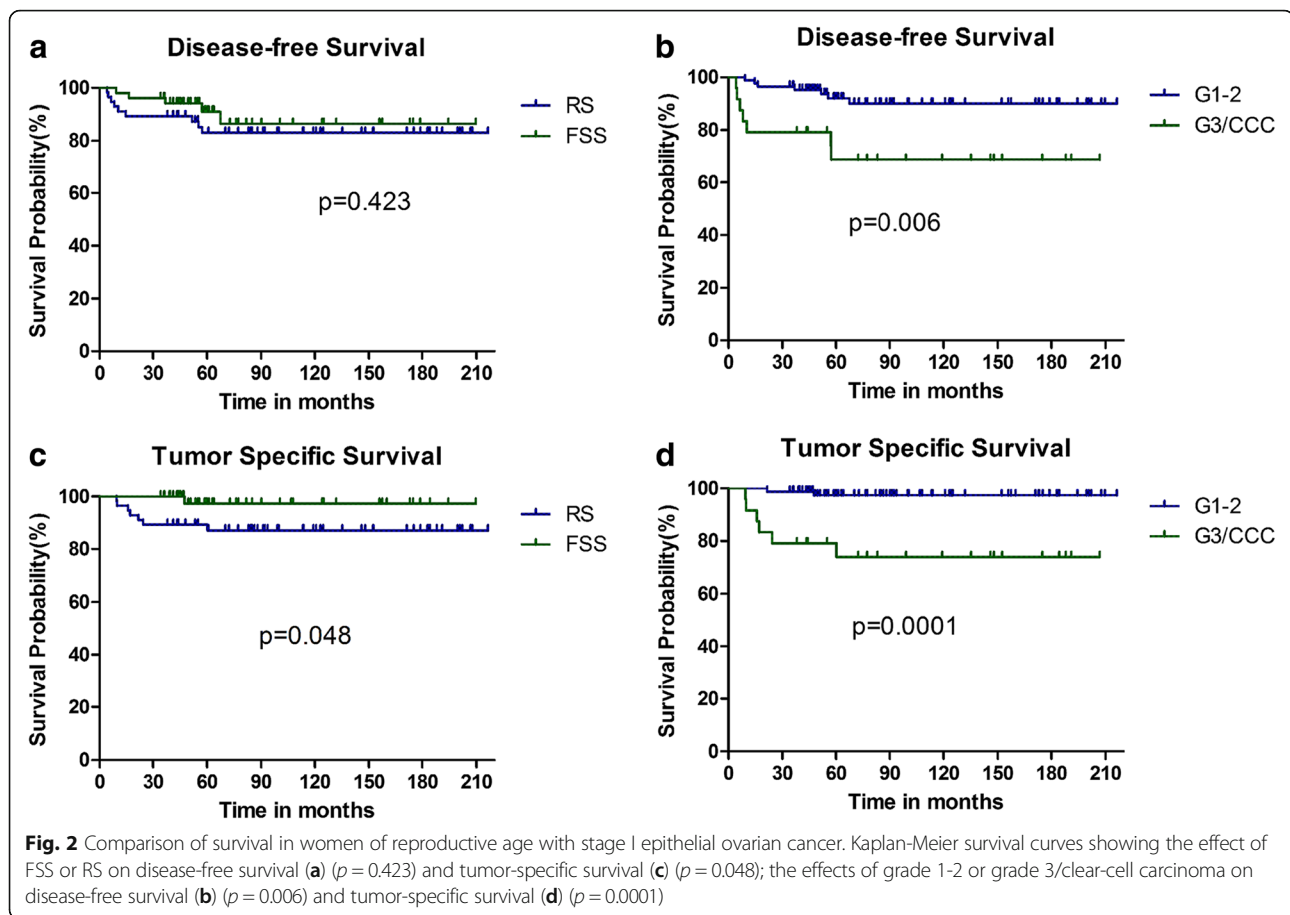 a
Disease-free Survival
Survival Probability(%)
100
80
60
40
20
0
0 30 60 90 120 150 180 210
Time in months
RS
FSS
p=0.423
b
Disease-free Survival
Survival Probability(%)
100
80
60
40
20
0
0 30 60 90 120 150 180 210
Time in months
G1-2
G3/CCC
p=0.006
c
Tumor Specific Survival
Survival Probability(%)
100
80
60
40
20
0
0 30 60 90 120 150 180 210
Time in months
RS
FSS
p=0.048
d
Tumor Specific Survival
Survival Probability(%)
100
80
60
40
20
0
0 30 60 90 120 150 180 210
Time in months
G1-2
G3/CCC
p=0.0001
Fig. 2 Comparison of survival in women of reproductive age with stage I epithelial ovarian cancer. Kaplan-Meier survival curves showing the effect of
FSS or RS on disease-free survival (a) (p = 0.423) and tumor-specific survival (c) (p = 0.048); the effects of grade 1-2 or grade 3/clear-cell carcinoma on
disease-free survival (b) (p = 0.006) and tumor-specific survival (d) (p = 0.0001)